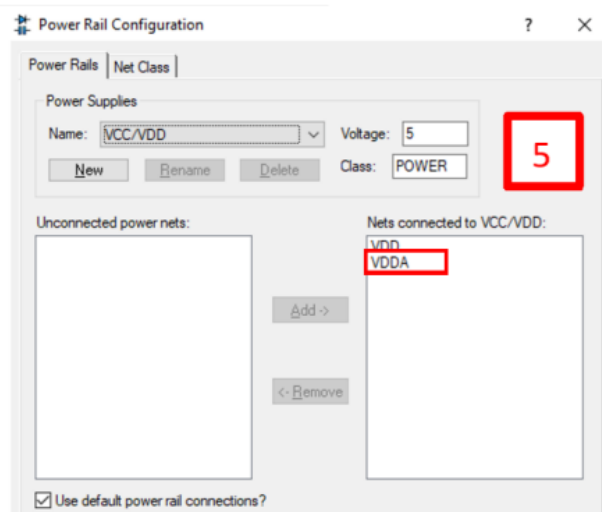 Power Rail Configuration ? ×
Power Rails Net Class
Power Supplies
Name: VCC/VDD Voltage: 5
New Rename Delete Class: POWER
5
Unconnected power nets: Nets connected to VCC/VDD:
VDD
VDDA
Add ->
<- Remove
Use default power rail connections?